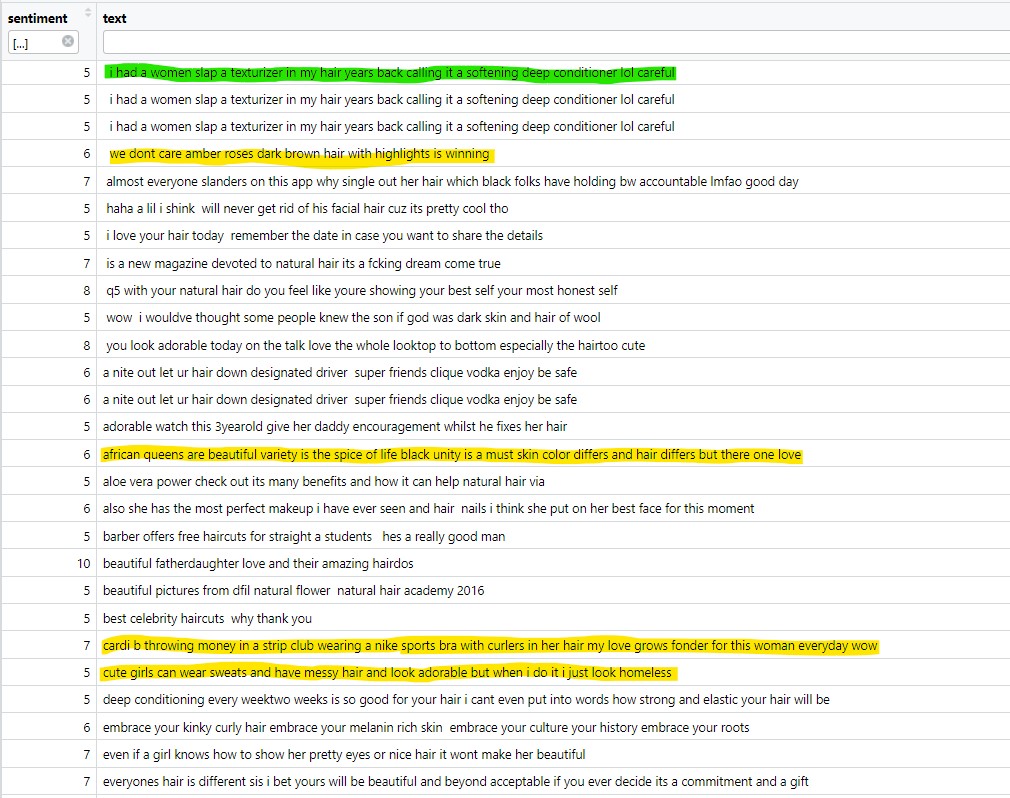 sentiment text
[...]
5 i had a women slap a texturizer in my hair years back calling it a softening deep conditioner lol careful
5 i had a women slap a texturizer in my hair years back calling it a softening deep conditioner lol careful
5 i had a women slap a texturizer in my hair years back calling it a softening deep conditioner lol careful
6 we dont care amber roses dark brown hair with highlights is winning
7 almost everyone slanders on this app why single out her hair which black folks have holding bw accountable lmfao good day
5 haha a lil i shink will never get rid of his facial hair cuz its pretty cool tho
5 i love your hair today remember the date in case you want to share the details
7 is a new magazine devoted to natural hair its a fcking dream come true
8 q5 with your natural hair do you feel like youre showing your best self your most honest self
5 wow i wouldve thought some people knew the son if god was dark skin and hair of wool
8 you look adorable today on the talk love the whole looktop to bottom especially the hairtoo cute
6 a nite out let ur hair down designated driver super friends clique vodka enjoy be safe
6 a nite out let ur hair down designated driver super friends clique vodka enjoy be safe
5 adorable watch this 3yearold give her daddy encouragement whilst he fixes her hair
6 african queens are beautiful variety is the spice of life black unity is a must skin color differs and hair differs but there one love
5 aloe vera power check out its many benefits and how it can help natural hair via
6 also she has the most perfect makeup i have ever seen and hair nails i think she put on her best face for this moment
5 barber offers free haircuts for straight a students hes a really good man
10 beautiful fatherdaughter love and their amazing hairdos
5 beautiful pictures from dfil natural flower natural hair academy 2016
5 best celebrity haircuts why thank you
7 cardi b throwing money in a strip club wearing a nike sports bra with curlers in her hair my love grows fonder for this woman everyday wow
5 cute girls can wear sweats and have messy hair and look adorable but when i do it i just look homeless
5 deep conditioning every weektwo weeks is so good for your hair i cant even put into words how strong and elastic your hair will be
6 embrace your kinky curly hair embrace your melanin rich skin embrace your culture your history embrace your roots
7 even if a girl knows how to show her pretty eyes or nice hair it wont make her beautiful
7 everyones hair is different sis i bet yours will be beautiful and beyond acceptable if you ever decide its a commitment and a gift